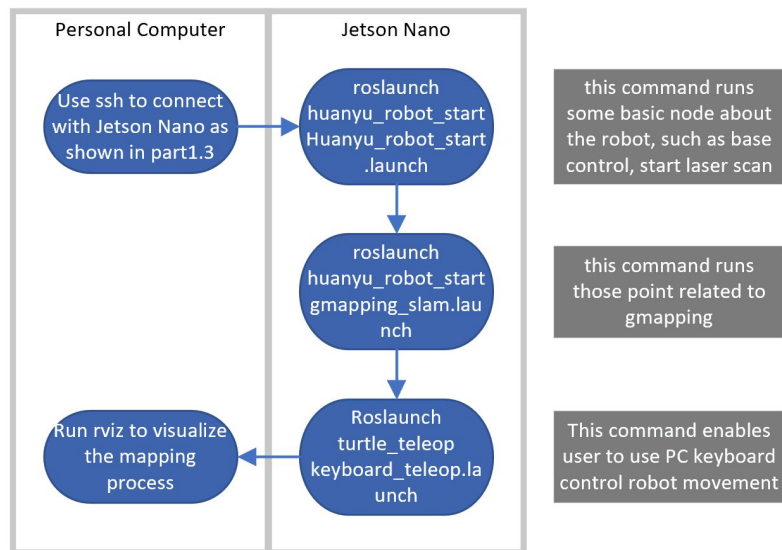 Personal Computer
Jetson Nano
Use ssh to connect
with Jetson Nano as
shown in part1.3
roslaunch
huanyu_robot_start
Huanyu_robot_start
.launch
this command runs
some basic node about
the robot, such as base
control, start laser scan
roslaunch
huanyu_robot_start
gmapping_slam.lau
nch
this command runs
those point related to
gmapping
Run rviz to visualize
the mapping
process
Roslaunch
turtle_teleop
keyboard_teleop.la
unch
This command enables
user to use PC keyboard
control robot movement